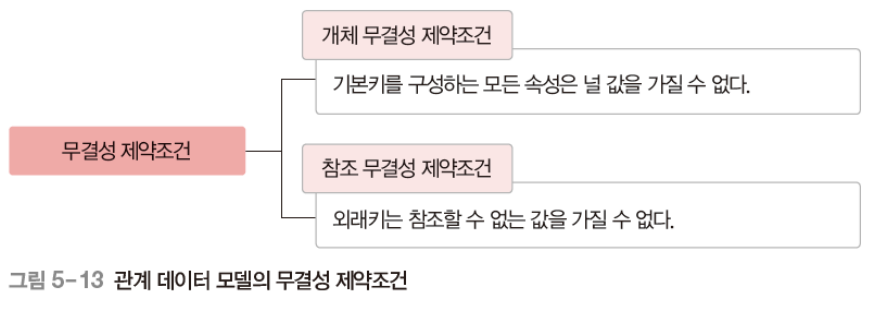 개체 무결성 제약조건
기본키를 구성하는 모든 속성은 널 값을 가질 수 없다.
무결성 제약조건
참조 무결성 제약조건
외래키는 참조할 수 없는 값을 가질 수 없다.
그림 5-13 관계 데이터 모델의 무결성 제약조건